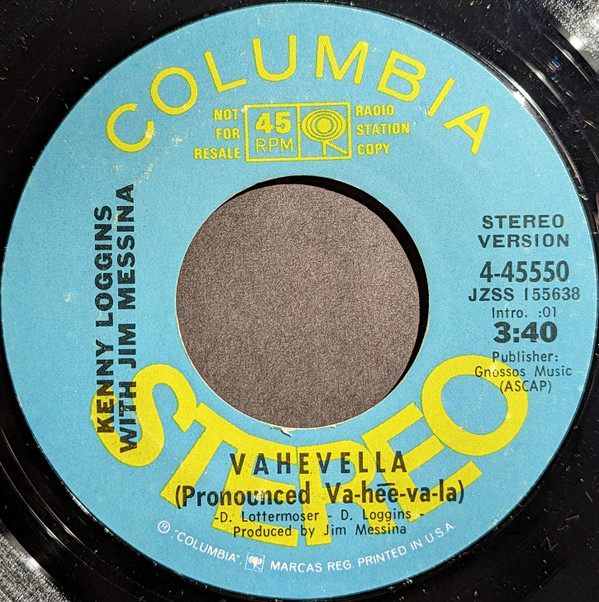 COLUMBIA
NOT
FOR
RESALE
45
RPM
RADIO
STATION
COPY
KENNY LOGGINS
WITH JIM MESSINA
STEREO
VERSION
4-45550
JZSS 155638
Intro. :01
3:40
Publisher:
Gnossos Music
(ASCAP)
STEREO
VAHEVELLA
(Pronounced Va-hēē-va-la)
-D. Lottermoser - D. Loggins -
Produced by Jim Messina
Ⓟ "COLUMBIA", MARCAS REG. PRINTED IN U.S.A.